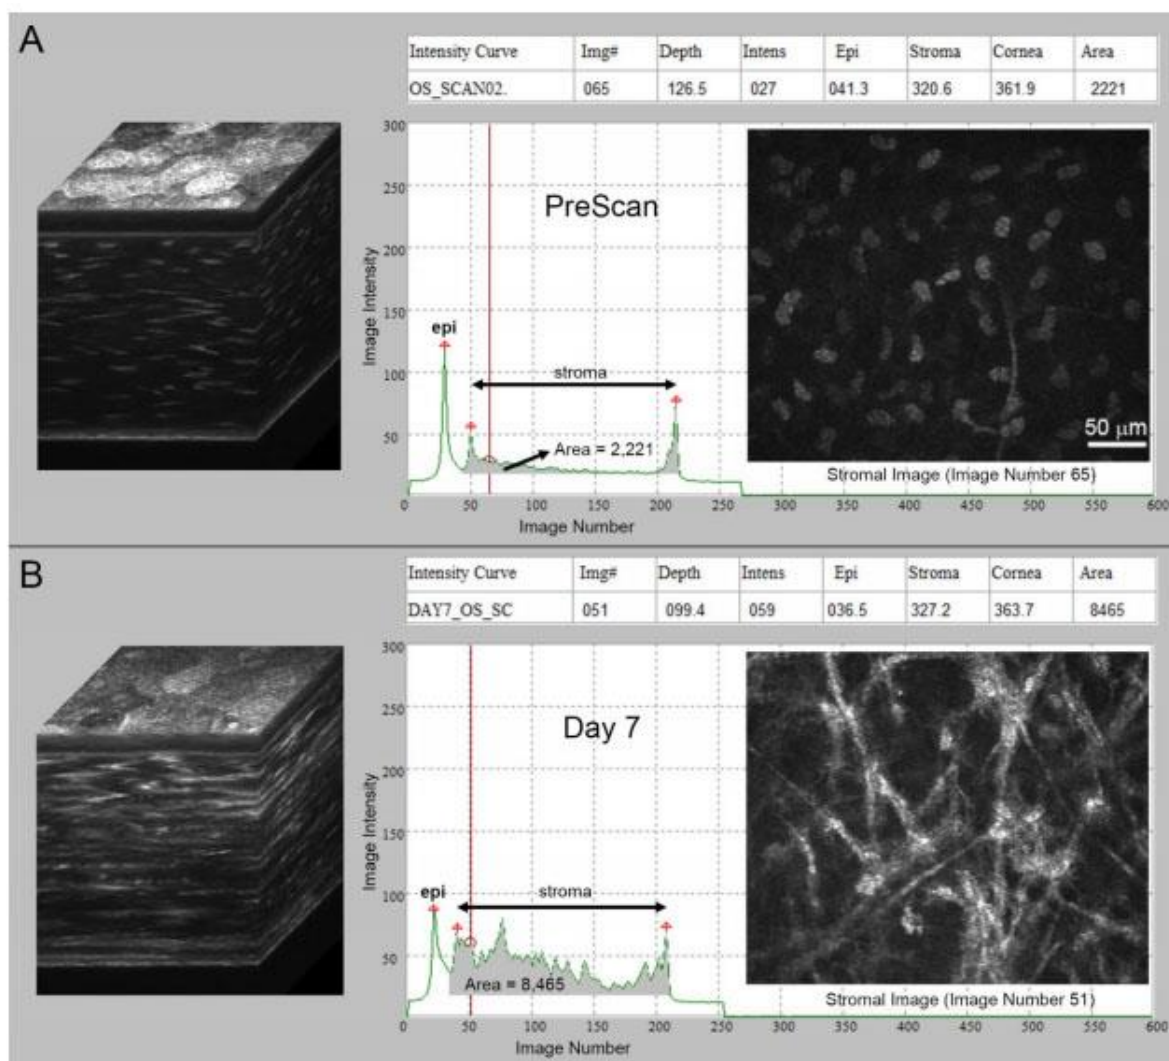 A
Intensity Curve Img# Depth Intens Epi Stroma Cornea Area
OS_SCAN02. 065 126.5 027 041.3 320.6 361.9 2221
300
250
200
150
100
50
0 50 100 150 200 250 300 350 400 450 500 550 600
Image Intensity
Image Number
PreScan
epi
stroma
Area = 2,221
50 μm
Stromal Image (Image Number 65)
B
Intensity Curve Img# Depth Intens Epi Stroma Cornea Area
DAY7_OS_SC 051 099.4 059 036.5 327.2 363.7 8465
300
250
200
150
100
50
0 50 100 150 200 250 300 350 400 450 500 550 600
Image Intensity
Image Number
Day 7
epi
stroma
Area = 8,465
Stromal Image (Image Number 51)